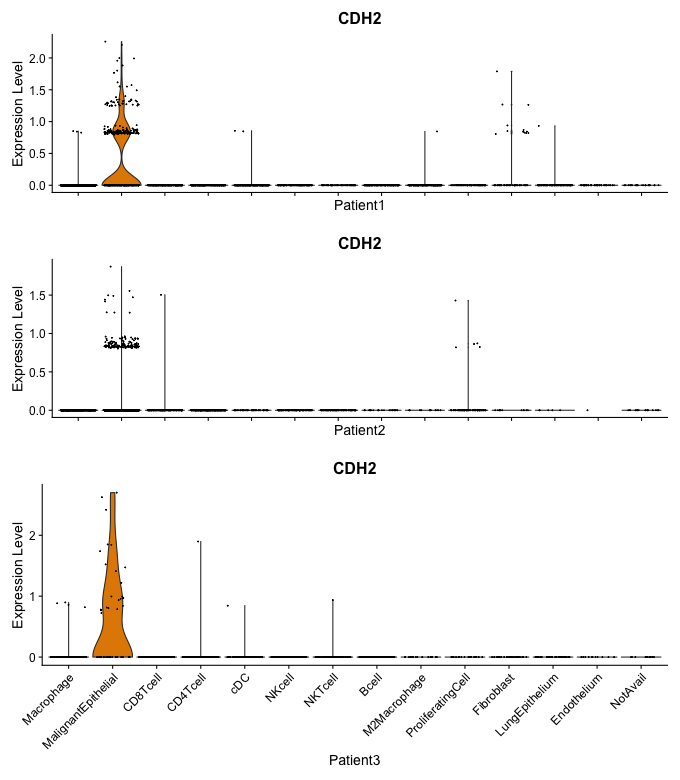 CDH2
Expression Level
2.0
1.5
1.0
0.5
0.0
Patient1
CDH2
Expression Level
1.5
1.0
0.5
0.0
Patient2
CDH2
Expression Level
2
1
0
Macrophage
MalignantEpithelial
CD8Tcell
CD4Tcell
cDC
NKcell
NKTcell
Bcell
M2Macrophage
ProliferatingCell
Fibroblast
LungEpithelium
Endothelium
NotAvail
Patient3